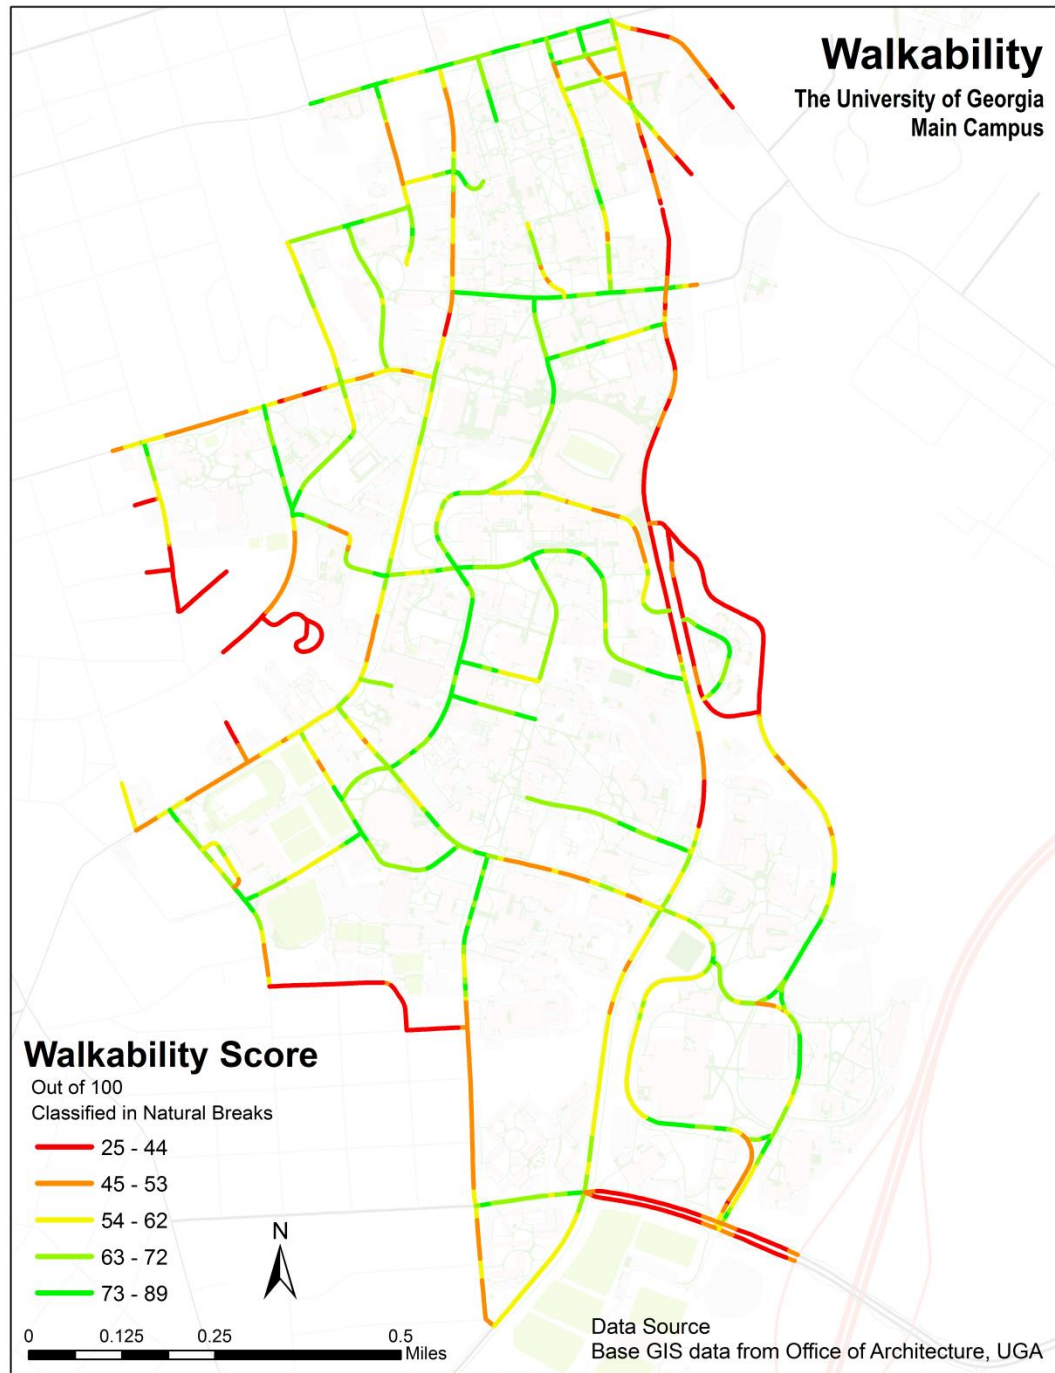 Walkability
The University of Georgia
Main Campus
Walkability Score
Out of 100
Classified in Natural Breaks
25 - 44
45 - 53
54 - 62
63 - 72
73 - 89
N
0 0.125 0.25 0.5
Miles
Data Source
Base GIS data from Office of Architecture, UGA